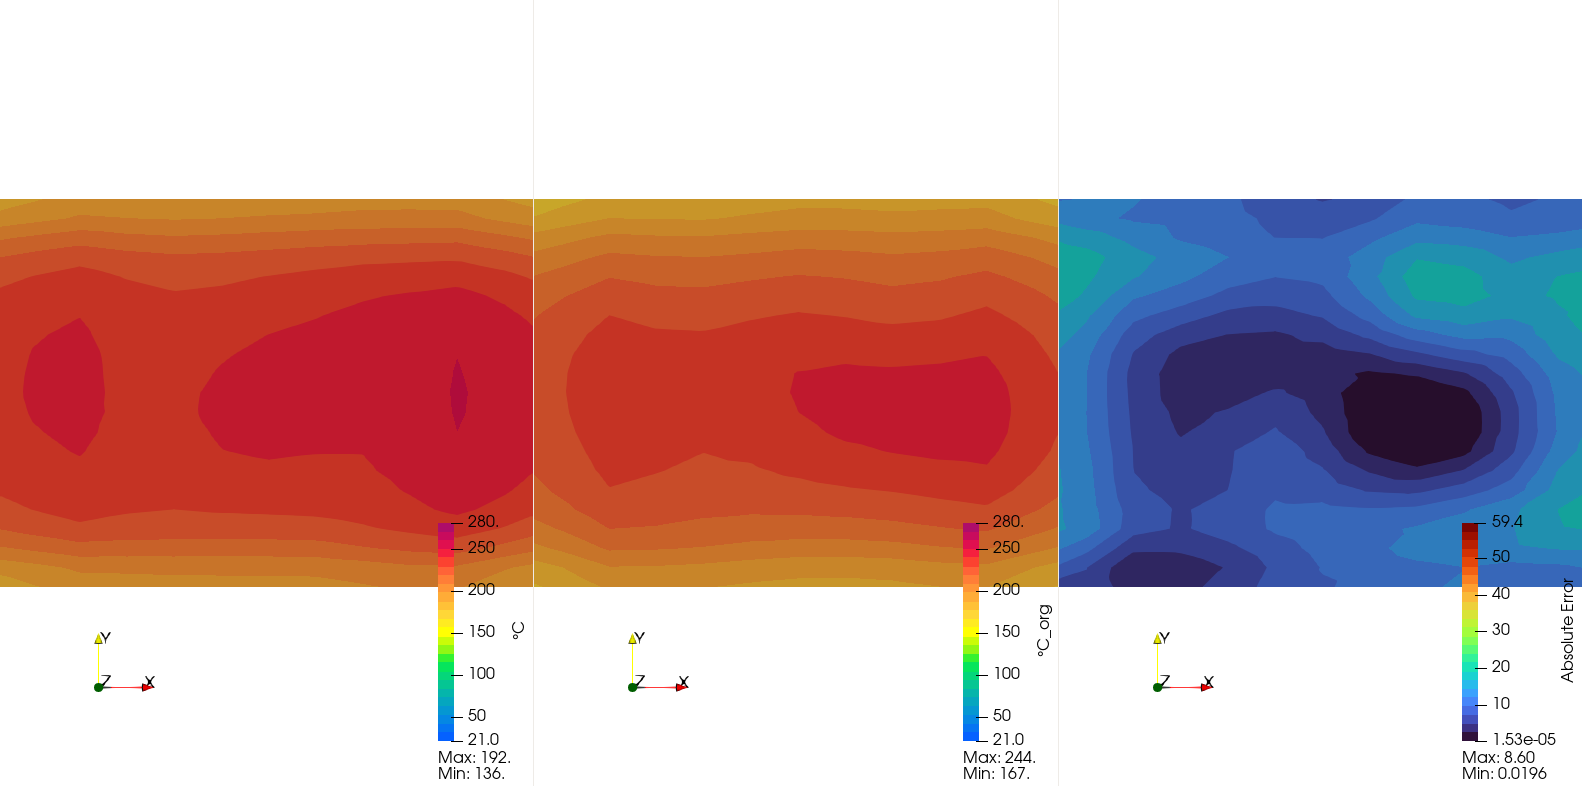 280.
250
200
150
100
50
21.0
°C
Max: 192.
Min: 136.
Y
Z
X
280.
250
200
150
100
50
21.0
°C_org
Max: 244.
Min: 167.
Y
Z
X
59.4
50
40
30
20
10
1.53e-05
Absolute Error
Max: 8.60
Min: 0.0196
Y
Z
X